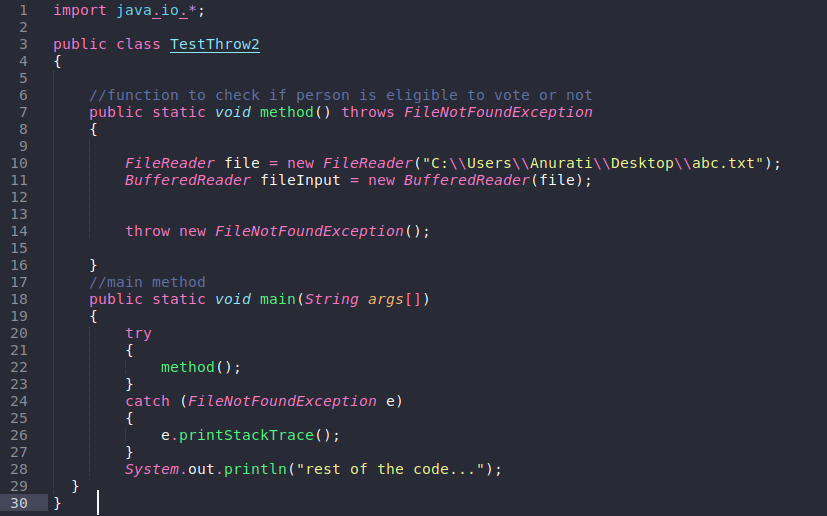 1 import java.io.*;
2
3 public class TestThrow2
4 {
5
6 //function to check if person is eligible to vote or not
7 public static void method() throws FileNotFoundException
8 {
9
10 FileReader file = new FileReader("C:\\Users\\Anurati\\Desktop\\abc.txt");
11 BufferedReader fileInput = new BufferedReader(file);
12
13
14 throw new FileNotFoundException();
15
16 }
17 //main method
18 public static void main(String args[])
19 {
20 try
21 {
22 method();
23 }
24 catch (FileNotFoundException e)
25 {
26 e.printStackTrace();
27 }
28 System.out.println("rest of the code...");
29 }
30 }